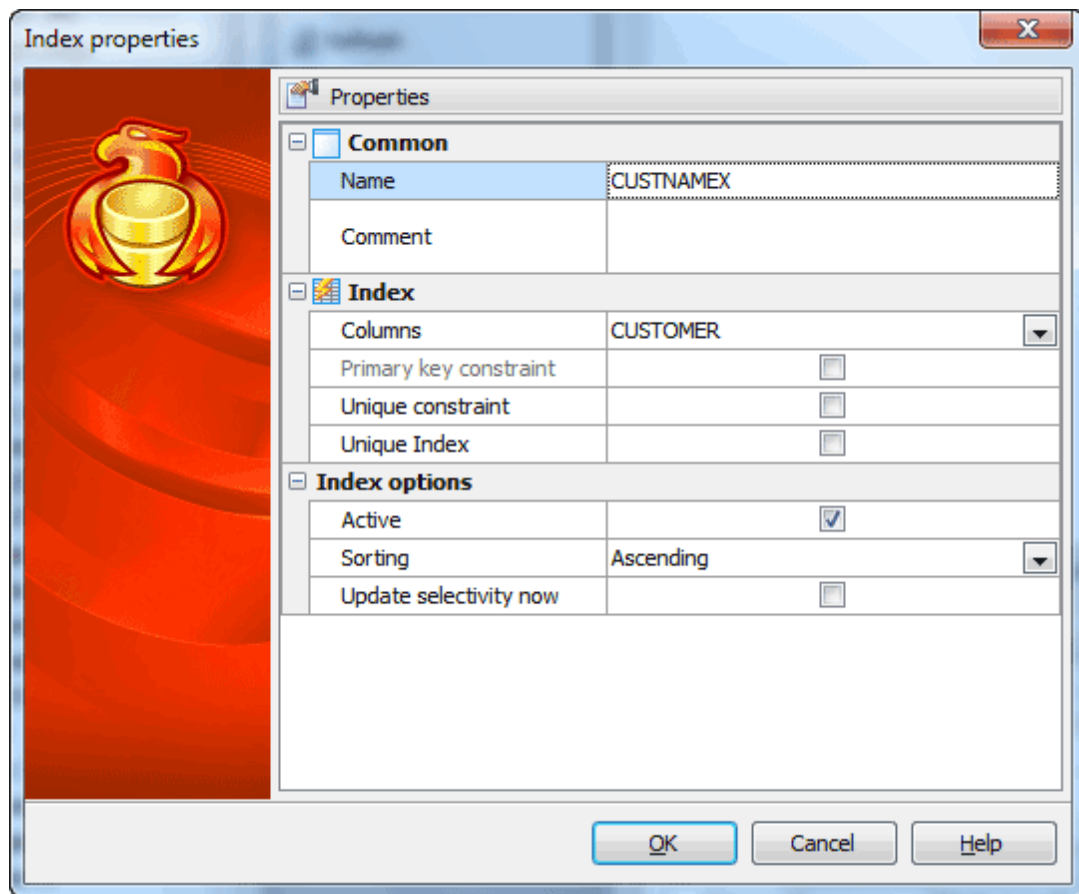 Index properties
Properties
Common
Name CUSTNAMEX
Comment
Index
Columns CUSTOMER
Primary key constraint
Unique constraint
Unique Index
Index options
Active
Sorting Ascending
Update selectivity now
OK Cancel Help